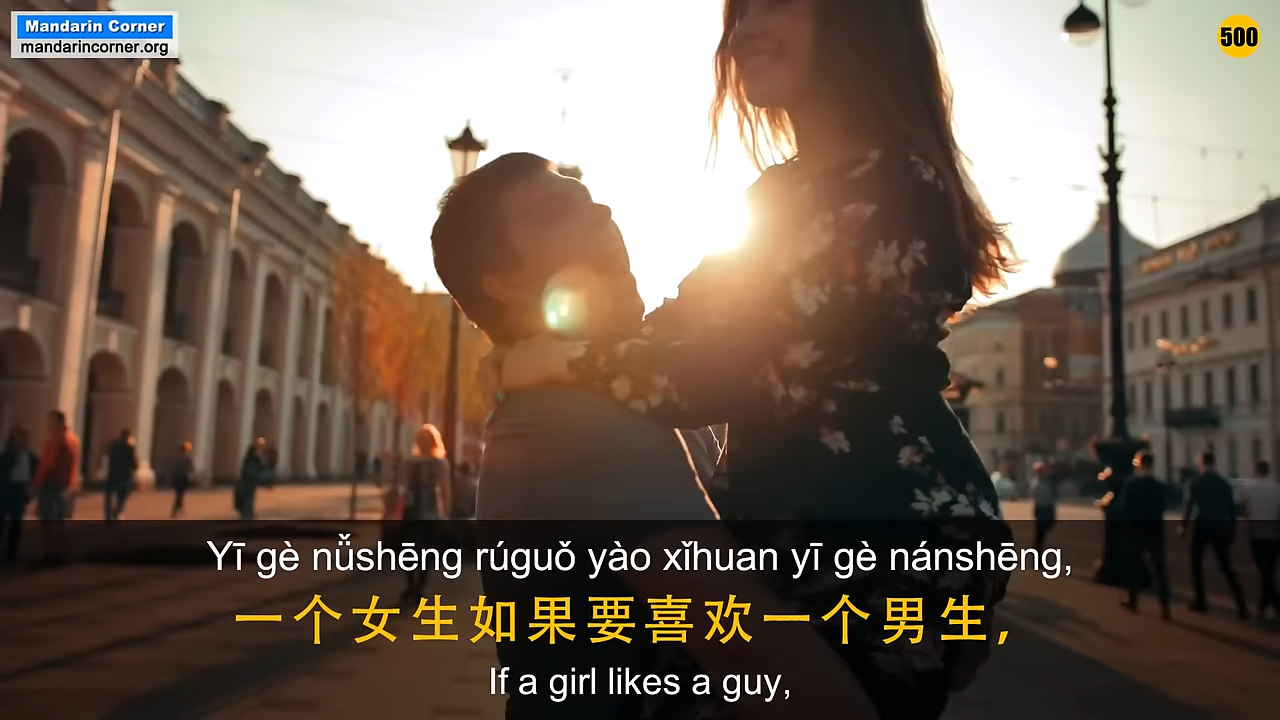 Mandarin Corner
mandarincorner.org
500
Yī gè nǚshēng rúguǒ yào xǐhuan yī gè nánshēng,
一个女生如果要喜欢一个男生,
If a girl likes a guy,